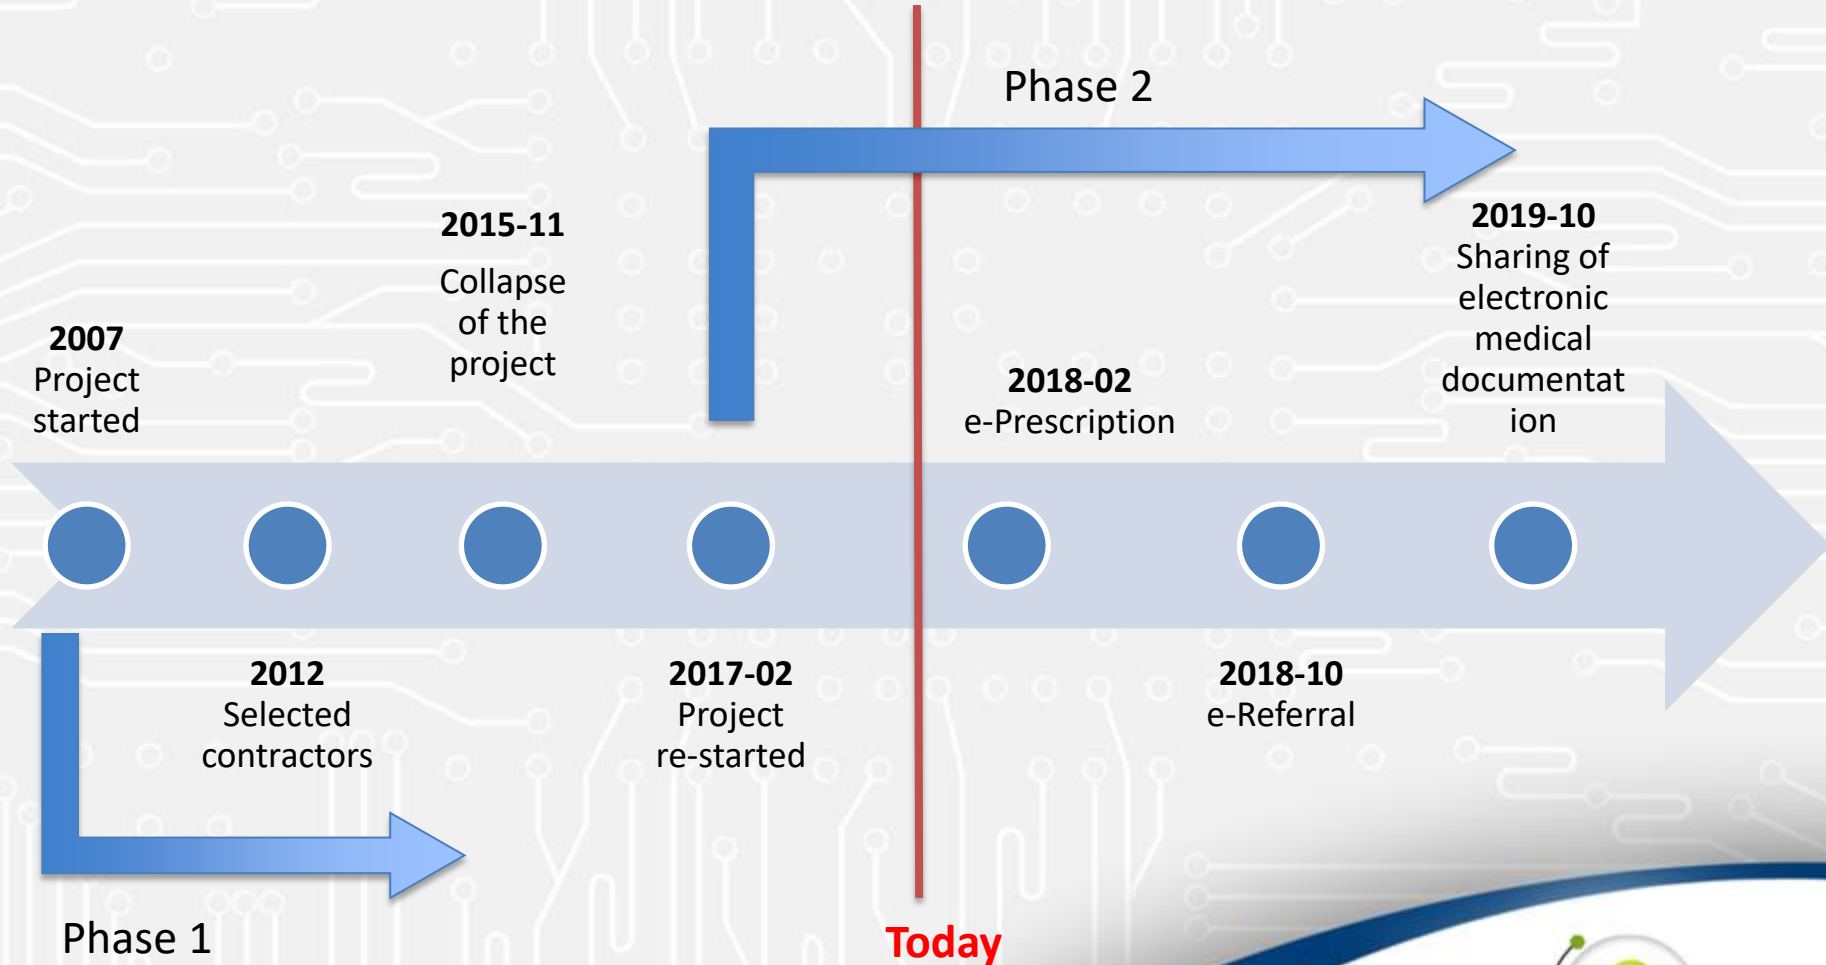 Phase 2
2015-11
Collapse
of the
project
2019-10
Sharing of
electronic
medical
documentat
ion
2007
Project
started
2018-02
e-Prescription
2012
Selected
contractors
2017-02
Project
re-started
2018-10
e-Referral
Phase 1
Today